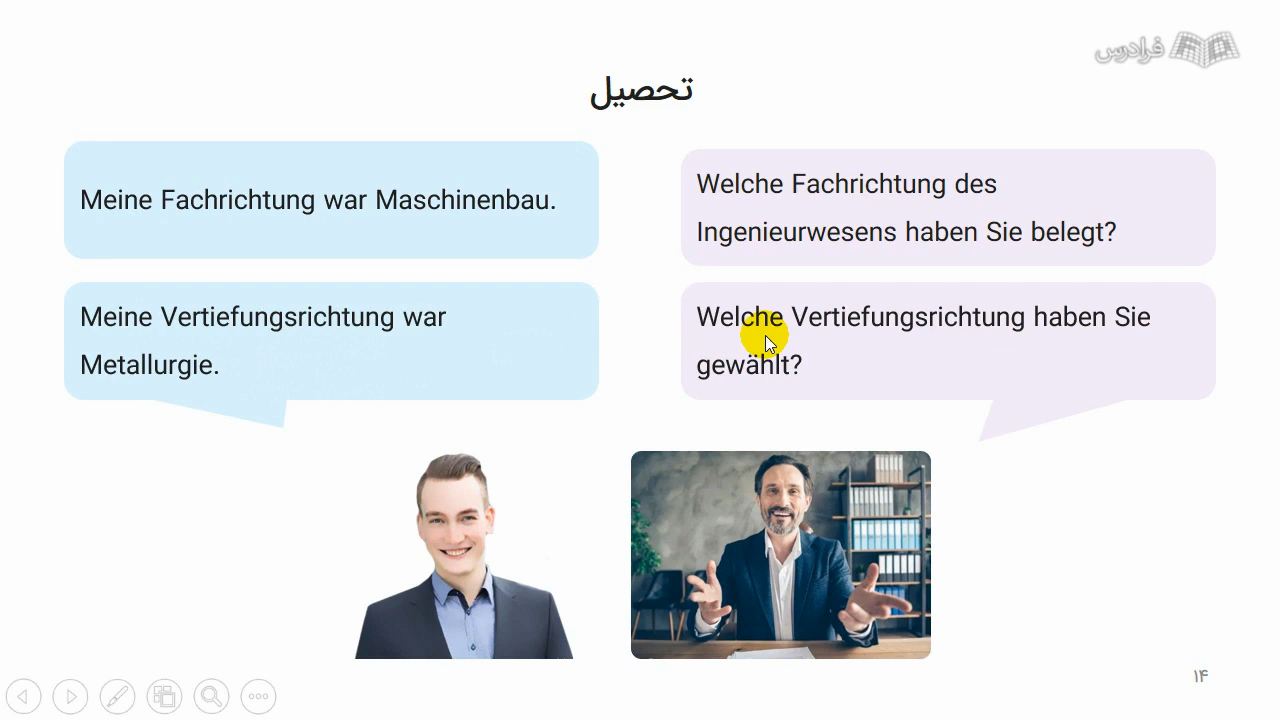 فرادرس
تحصیل
Meine Fachrichtung war Maschinenbau.
Welche Fachrichtung des
Ingenieurwesens haben Sie belegt?
Meine Vertiefungsrichtung war
Metallurgie.
Welche Vertiefungsrichtung haben Sie
gewählt?
۱۴